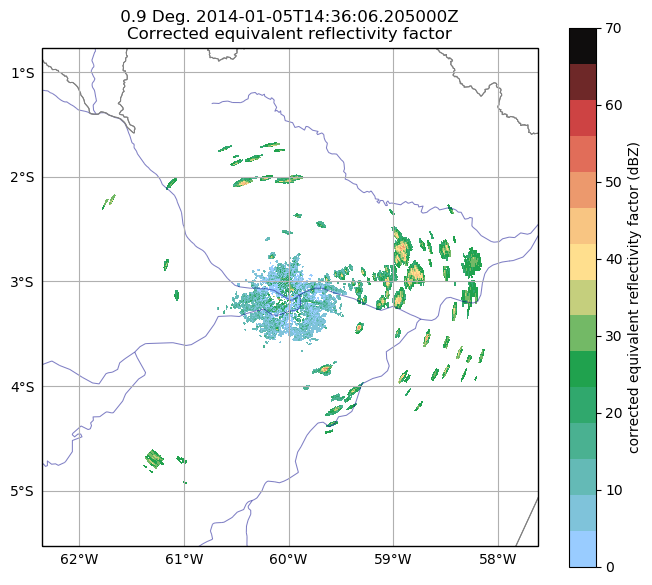 0.9 Deg. 2014-01-05T14:36:06.205000Z
Corrected equivalent reflectivity factor
1°S
2°S
3°S
4°S
5°S
62°W
61°W
60°W
59°W
58°W
70
60
50
40
30
20
10
0
corrected equivalent reflectivity factor (dBZ)